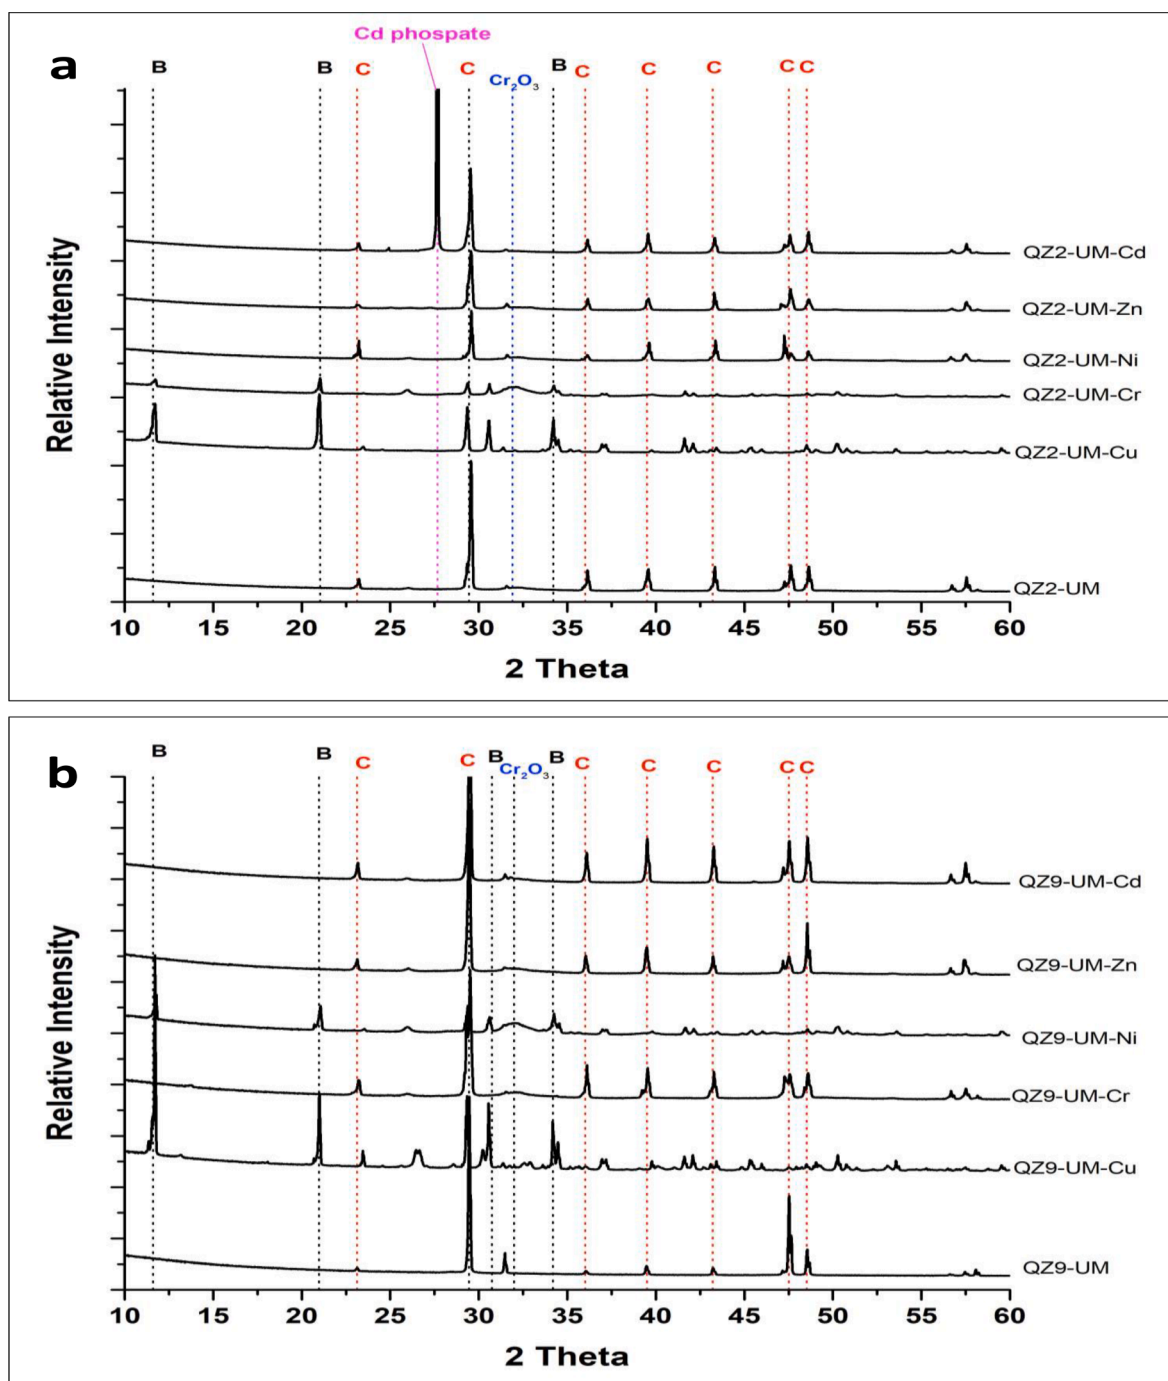 Cd phospate
a
B B C C Cr₂O₃ B C C C C C
Relative Intensity
QZ2-UM-Cd
QZ2-UM-Zn
QZ2-UM-Ni
QZ2-UM-Cr
QZ2-UM-Cu
QZ2-UM
10 15 20 25 30 35 40 45 50 55 60
2 Theta
b
B B C C B Cr₂O₃ B C C C C C
Relative Intensity
QZ9-UM-Cd
QZ9-UM-Zn
QZ9-UM-Ni
QZ9-UM-Cr
QZ9-UM-Cu
QZ9-UM
10 15 20 25 30 35 40 45 50 55 60
2 Theta